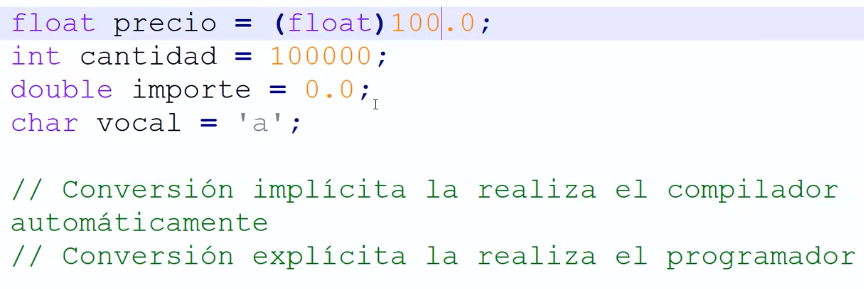 float precio = (float)100.0;
int cantidad = 100000;
double importe = 0.0;
char vocal = 'a';
// Conversión implícita la realiza el compilador
automáticamente
// Conversión explícita la realiza el programador